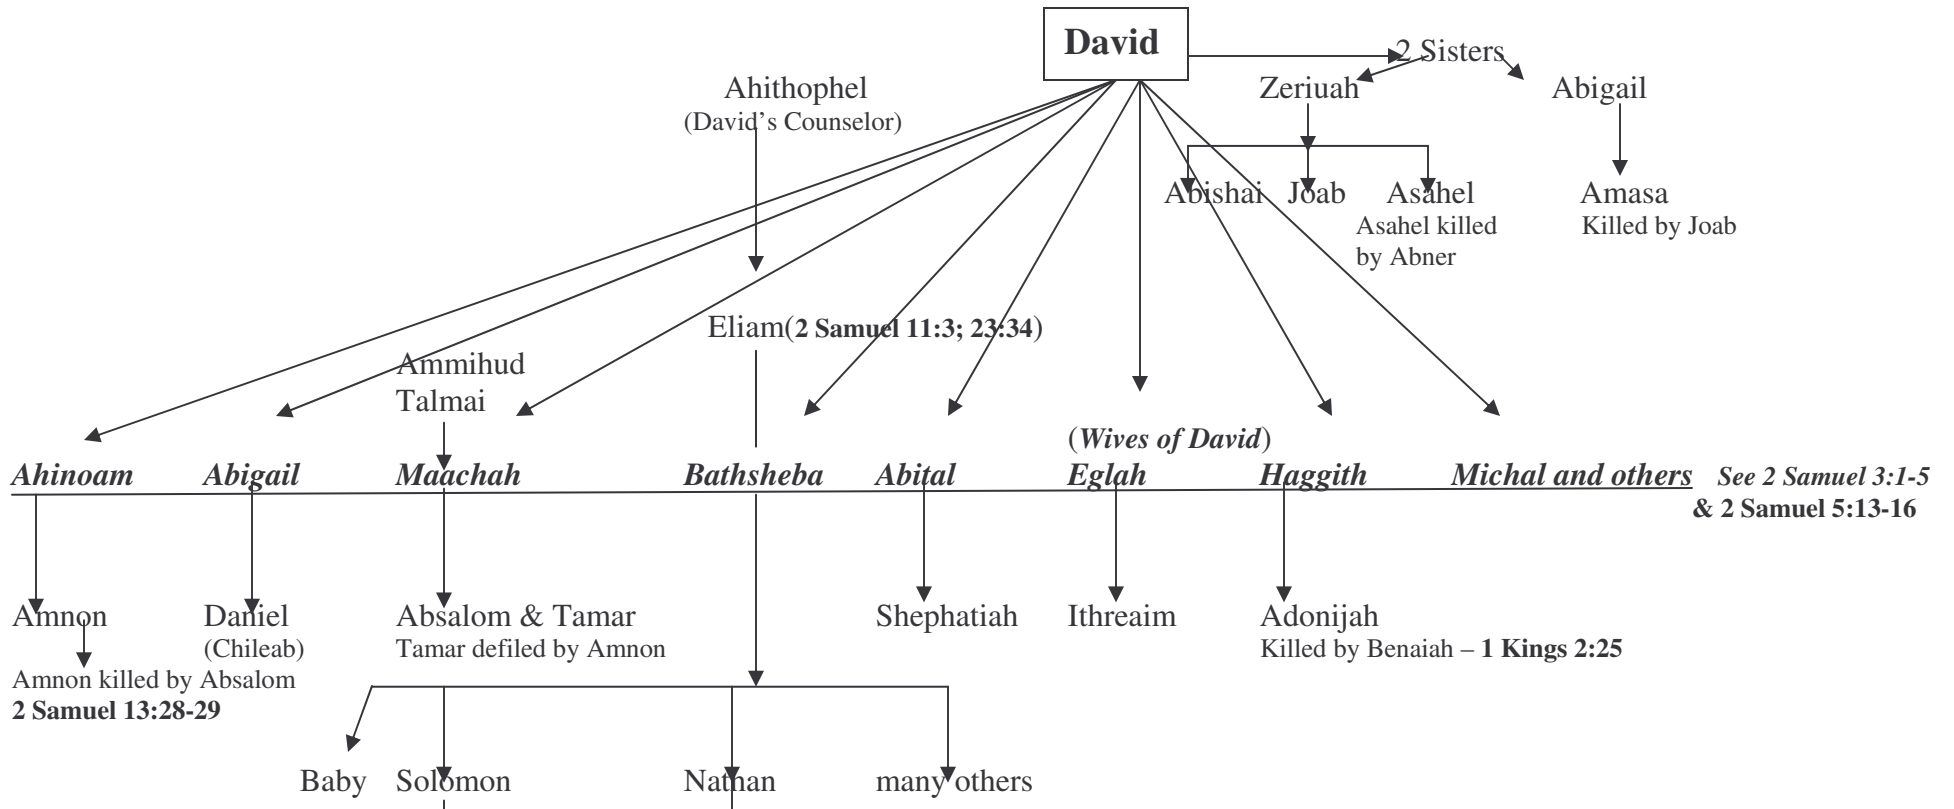 David
2 Sisters
Ahithophel
(David's Counselor)
Zeriuah
Abigail
Abishai
Joab
Asahel
Asahel killed
by Abner
Amasa
Killed by Joab
Eliam(2 Samuel 11:3; 23:34)
Ammihud
Talmai
(Wives of David)
Ahinoam
Abigail
Maachah
Bathsheba
Abital
Eglah
Haggith
Michal and others
See 2 Samuel 3:1-5
& 2 Samuel 5:13-16
Amnon
Daniel
(Chileab)
Absalom & Tamar
Tamar defiled by Amnon
Shephatiah
Ithreaim
Adonijah
Killed by Benaiah – 1 Kings 2:25
Amnon killed by Absalom
2 Samuel 13:28-29
Baby
Solomon
Nathan
many others